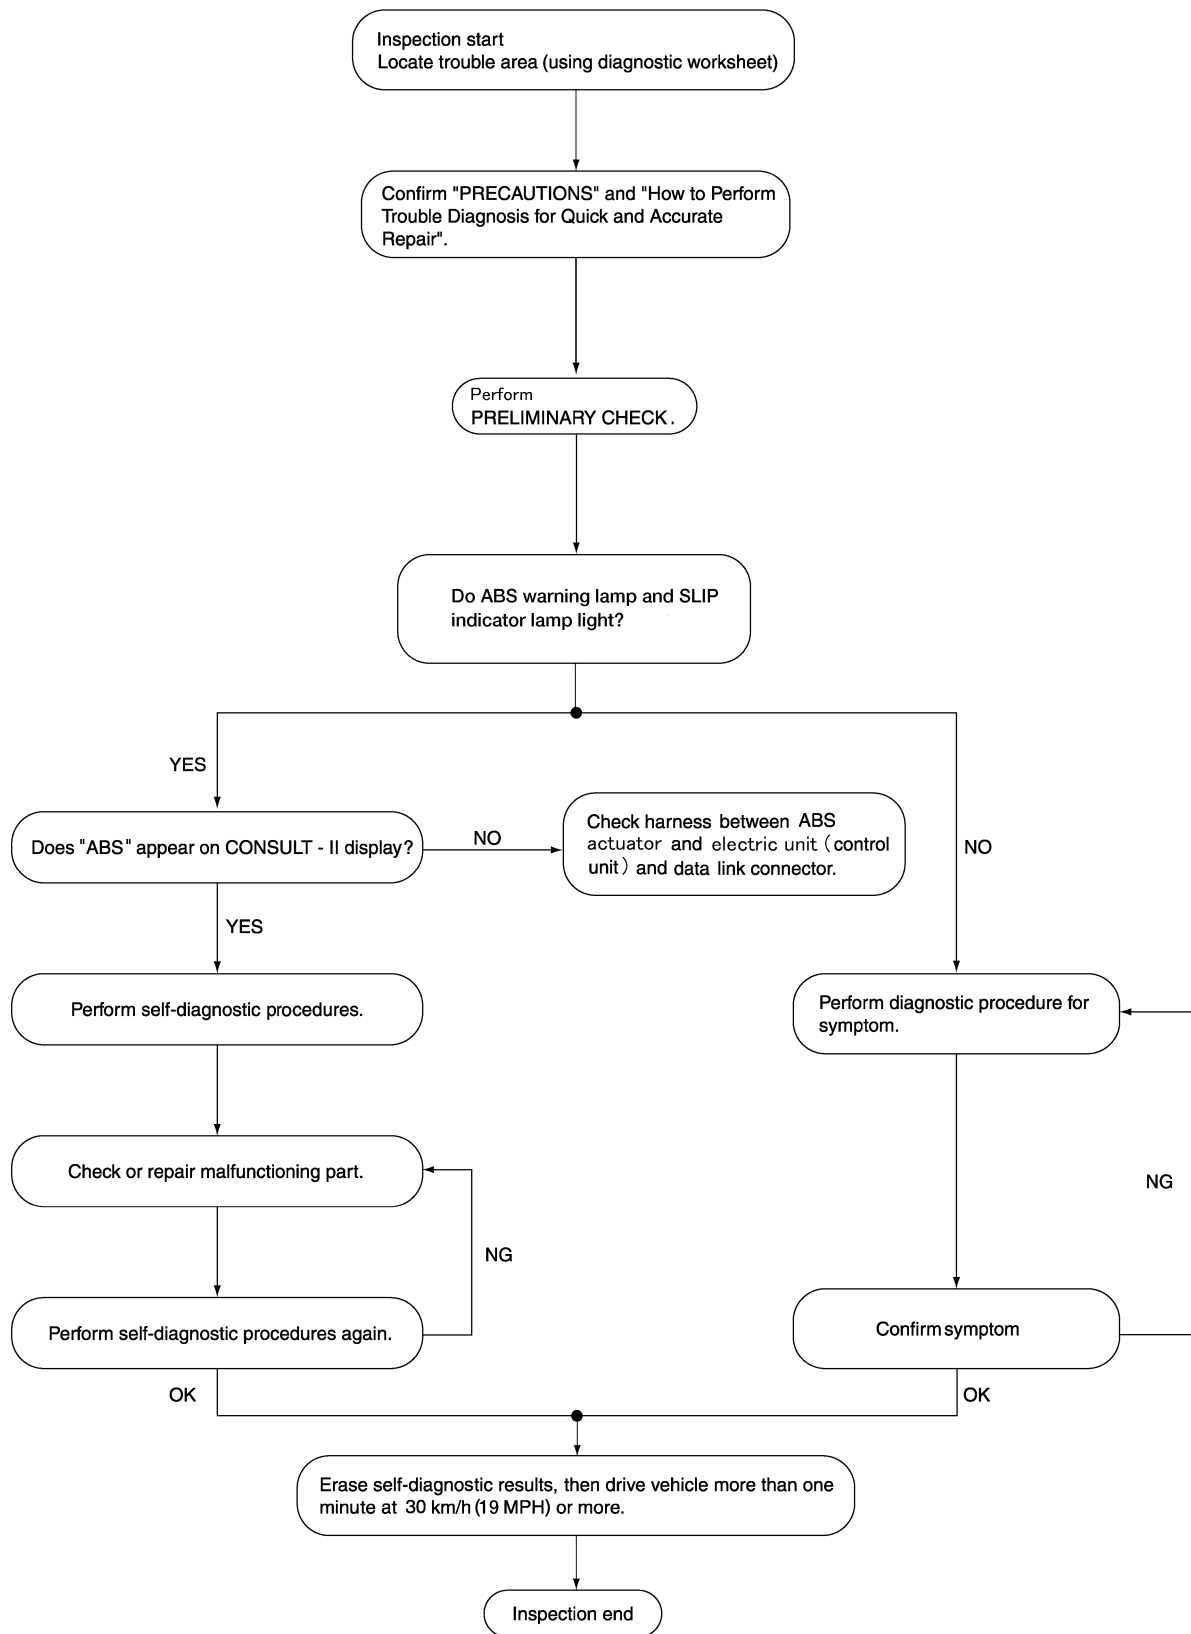 Inspection start
Locate trouble area (using diagnostic worksheet)
Confirm "PRECAUTIONS" and "How to Perform
Trouble Diagnosis for Quick and Accurate
Repair".
Perform
PRELIMINARY CHECK.
Do ABS warning lamp and SLIP
indicator lamp light?
YES
NO
Does "ABS" appear on CONSULT - II display?
NO
Check harness between ABS
actuator and electric unit (control
unit) and data link connector.
YES
Perform self-diagnostic procedures.
Perform diagnostic procedure for
symptom.
Check or repair malfunctioning part.
NG
NG
Perform self-diagnostic procedures again.
Confirm symptom
OK
OK
Erase self-diagnostic results, then drive vehicle more than one
minute at 30 km/h (19 MPH) or more.
Inspection end